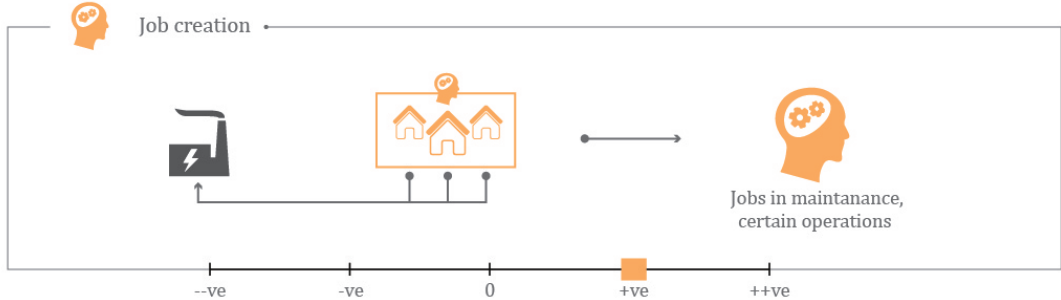 Job creation
Jobs in maintanance,
certain operations
--ve
-ve
0
+ve
++ve